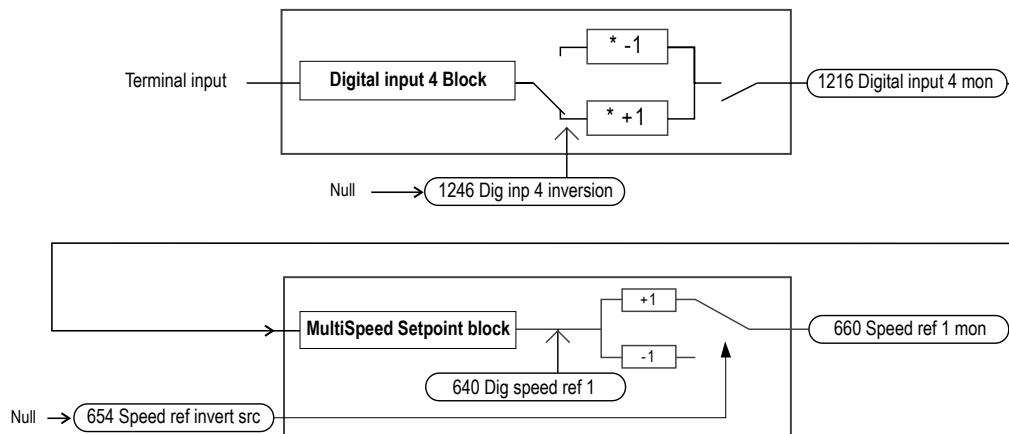 * -1
Terminal input
Digital input 4 Block
1216 Digital input 4 mon
* +1
Null
1246 Dig inp 4 inversion
+1
MultiSpeed Setpoint block
660 Speed ref 1 mon
-1
640 Dig speed ref 1
Null
654 Speed ref invert src